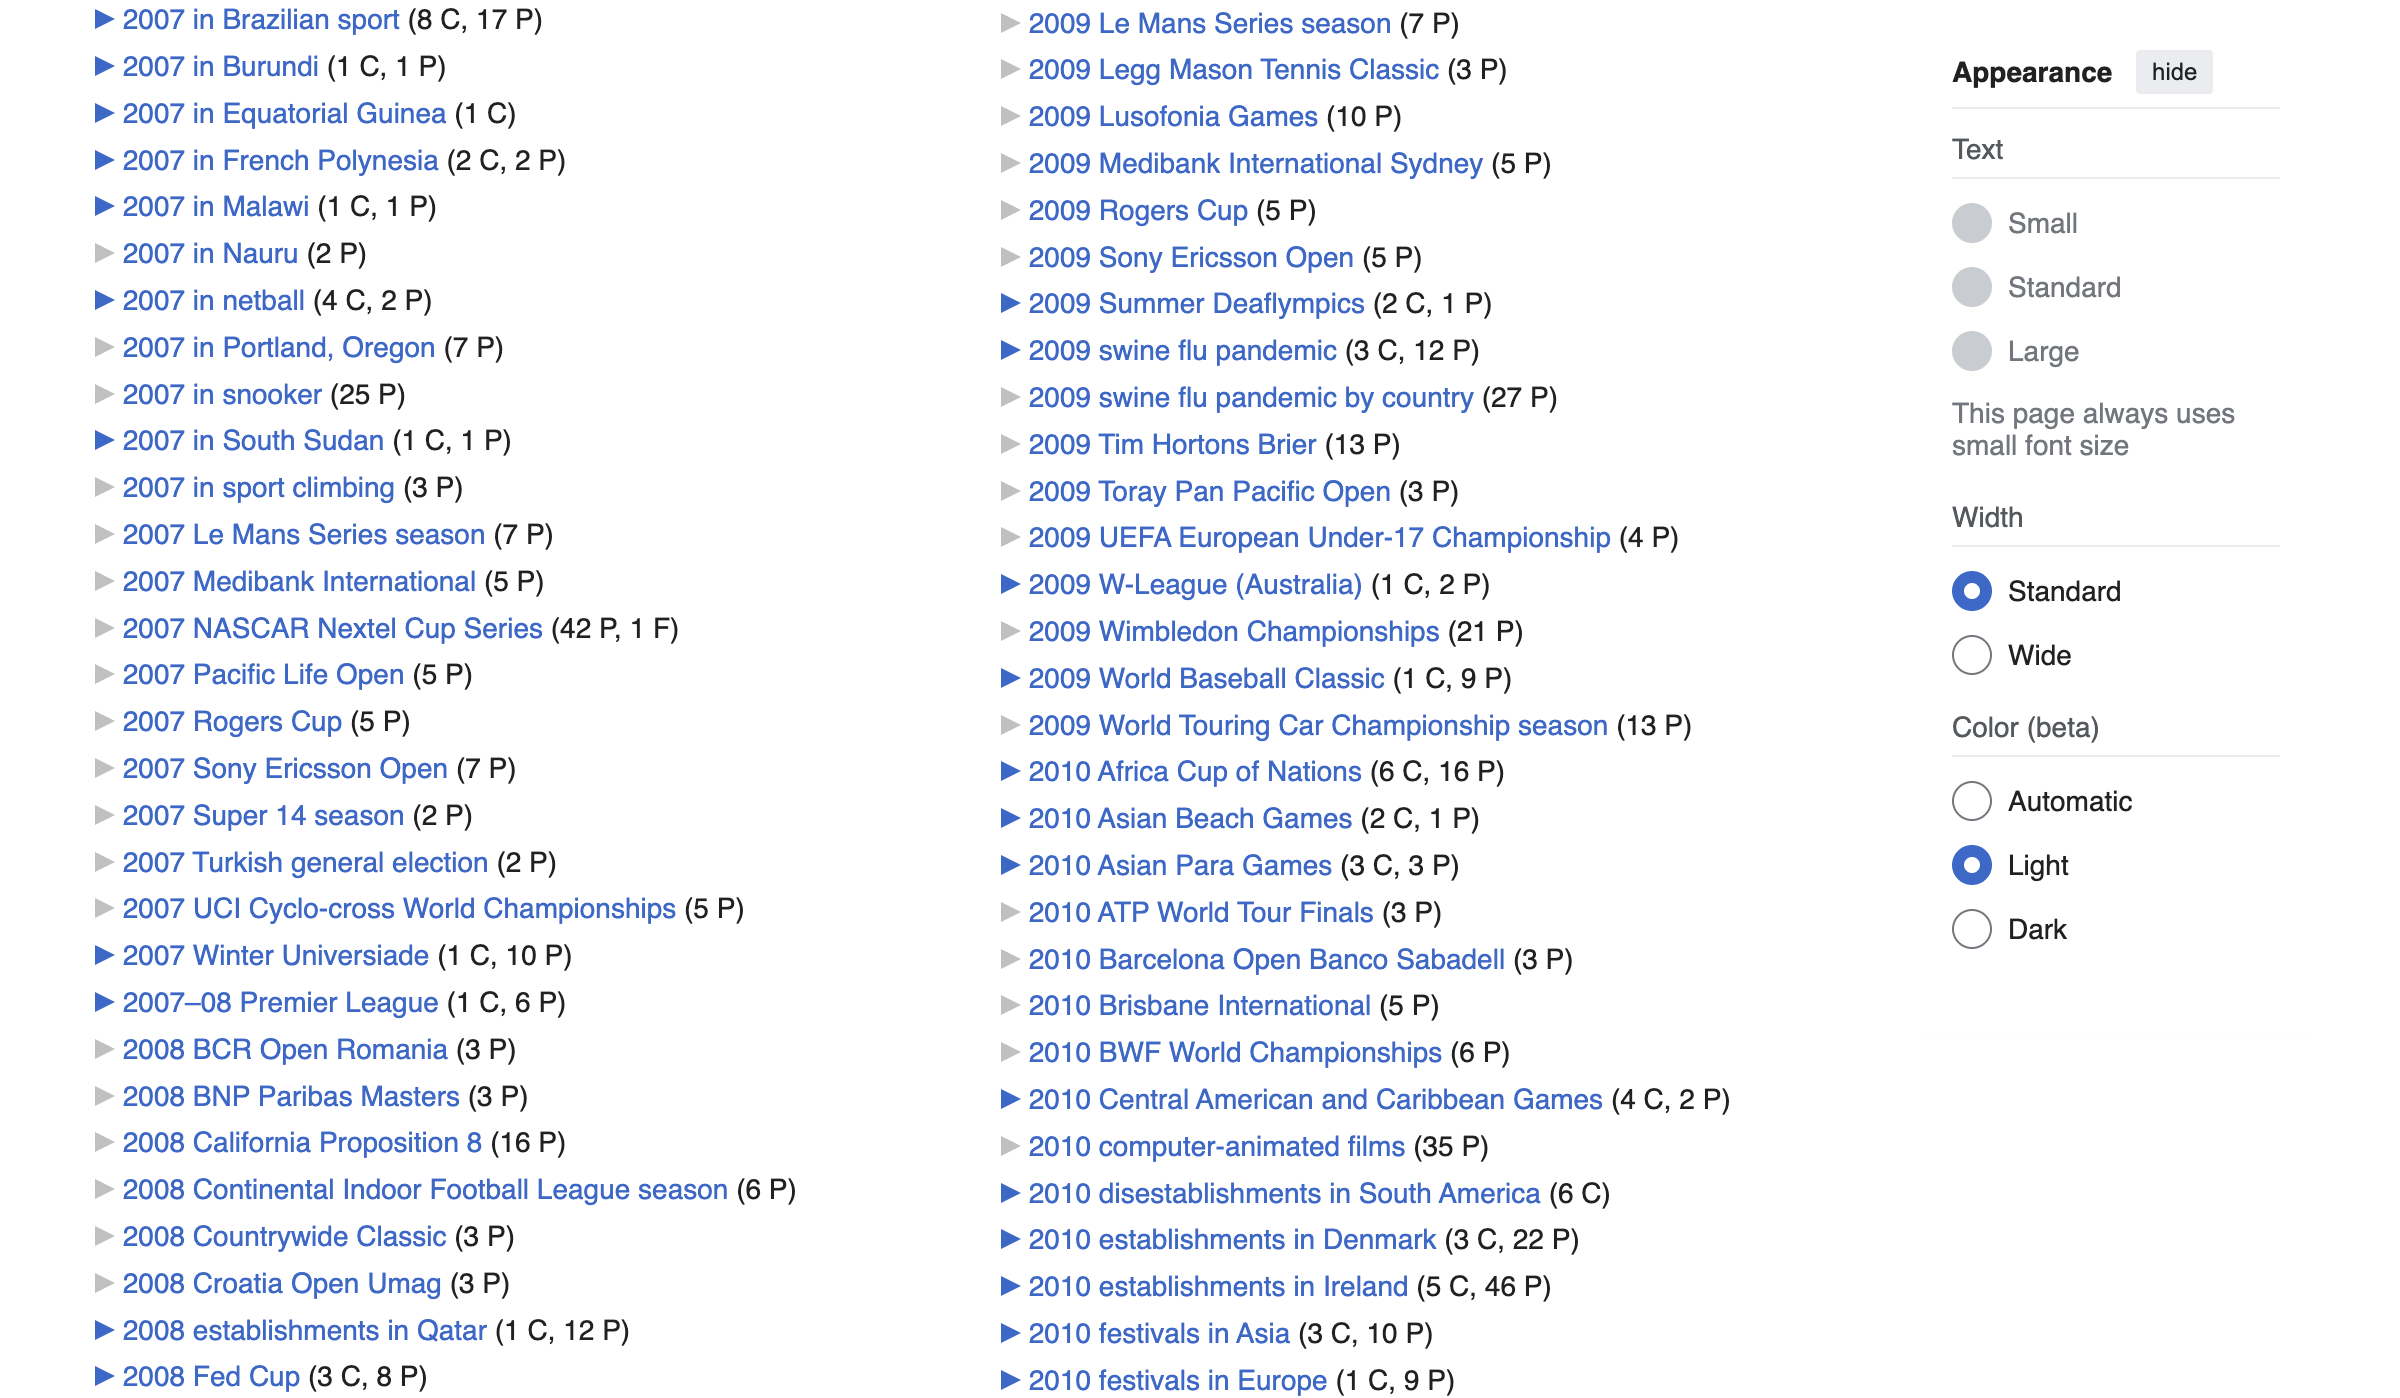 2007 in Brazilian sport (8 C, 17 P)
2007 in Burundi (1 C, 1 P)
2007 in Equatorial Guinea (1 C)
2007 in French Polynesia (2 C, 2 P)
2007 in Malawi (1 C, 1 P)
2007 in Nauru (2 P)
2007 in netball (4 C, 2 P)
2007 in Portland, Oregon (7 P)
2007 in snooker (25 P)
2007 in South Sudan (1 C, 1 P)
2007 in sport climbing (3 P)
2007 Le Mans Series season (7 P)
2007 Medibank International (5 P)
2007 NASCAR Nextel Cup Series (42 P, 1 F)
2007 Pacific Life Open (5 P)
2007 Rogers Cup (5 P)
2007 Sony Ericsson Open (7 P)
2007 Super 14 season (2 P)
2007 Turkish general election (2 P)
2007 UCI Cyclo-cross World Championships (5 P)
2007 Winter Universiade (1 C, 10 P)
2007–08 Premier League (1 C, 6 P)
2008 BCR Open Romania (3 P)
2008 BNP Paribas Masters (3 P)
2008 California Proposition 8 (16 P)
2008 Continental Indoor Football League season (6 P)
2008 Countrywide Classic (3 P)
2008 Croatia Open Umag (3 P)
2008 establishments in Qatar (1 C, 12 P)
2008 Fed Cup (3 C, 8 P)
2009 Le Mans Series season (7 P)
2009 Legg Mason Tennis Classic (3 P)
2009 Lusofonia Games (10 P)
2009 Medibank International Sydney (5 P)
2009 Rogers Cup (5 P)
2009 Sony Ericsson Open (5 P)
2009 Summer Deaflympics (2 C, 1 P)
2009 swine flu pandemic (3 C, 12 P)
2009 swine flu pandemic by country (27 P)
2009 Tim Hortons Brier (13 P)
2009 Toray Pan Pacific Open (3 P)
2009 UEFA European Under-17 Championship (4 P)
2009 W-League (Australia) (1 C, 2 P)
2009 Wimbledon Championships (21 P)
2009 World Baseball Classic (1 C, 9 P)
2009 World Touring Car Championship season (13 P)
2010 Africa Cup of Nations (6 C, 16 P)
2010 Asian Beach Games (2 C, 1 P)
2010 Asian Para Games (3 C, 3 P)
2010 ATP World Tour Finals (3 P)
2010 Barcelona Open Banco Sabadell (3 P)
2010 Brisbane International (5 P)
2010 BWF World Championships (6 P)
2010 Central American and Caribbean Games (4 C, 2 P)
2010 computer-animated films (35 P)
2010 disestablishments in South America (6 C)
2010 establishments in Denmark (3 C, 22 P)
2010 establishments in Ireland (5 C, 46 P)
2010 festivals in Asia (3 C, 10 P)
2010 festivals in Europe (1 C, 9 P)
Appearance hide
Text
Small
Standard
Large
This page always uses
small font size
Width
Standard
Wide
Color (beta)
Automatic
Light
Dark